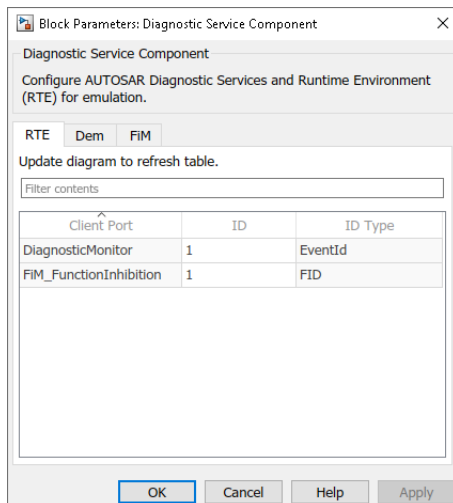 Block Parameters: Diagnostic Service Component
Diagnostic Service Component
Configure AUTOSAR Diagnostic Services and Runtime Environment
(RTE) for emulation.
RTE Dem FiM
Update diagram to refresh table.
Filter contents
Client Port ID ID Type
DiagnosticMonitor 1 EventId
FiM_FunctionInhibition 1 FID
OK Cancel Help Apply